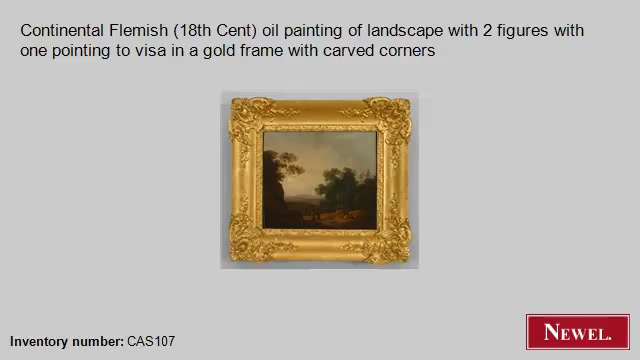 Continental Flemish (18th Cent) oil painting of landscape with 2 figures with
one pointing to visa in a gold frame with carved corners
Inventory number: CAS107
NEWEL.